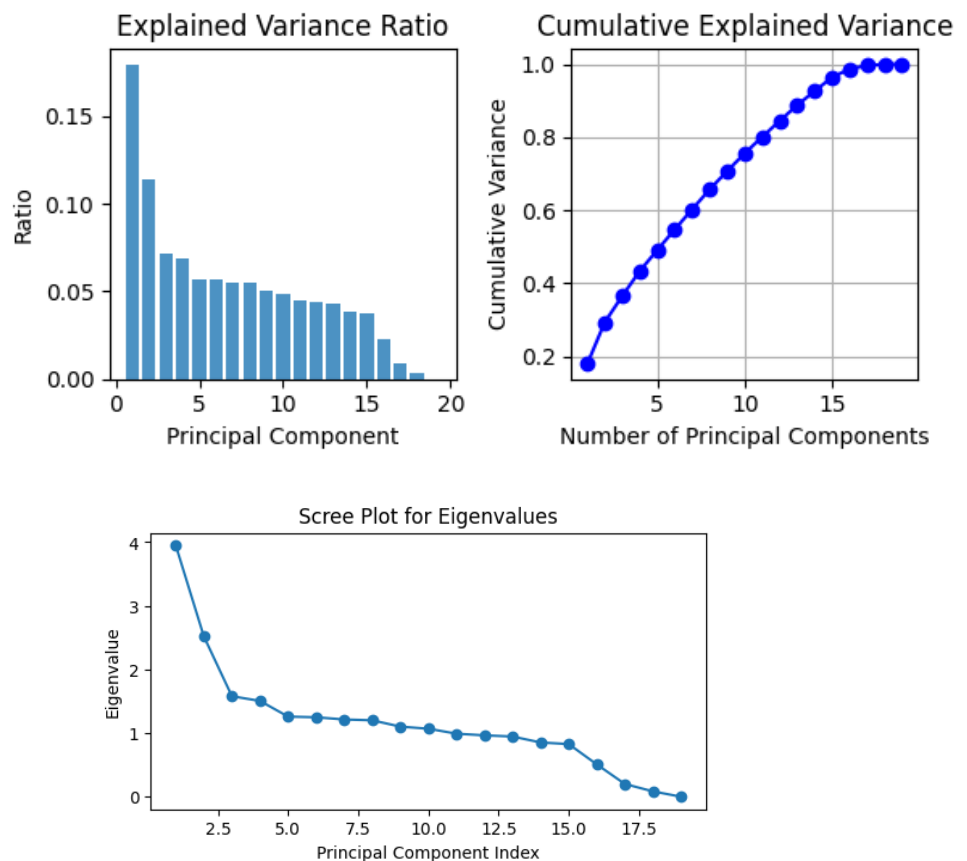 Explained Variance Ratio
0.15
0.10
0.05
0.00
Ratio
0 5 10 15 20
Principal Component
Cumulative Explained Variance
1.0
0.8
0.6
0.4
0.2
Cumulative Variance
5 10 15
Number of Principal Components
Scree Plot for Eigenvalues
4
3
2
1
0
Eigenvalue
2.5 5.0 7.5 10.0 12.5 15.0 17.5
Principal Component Index